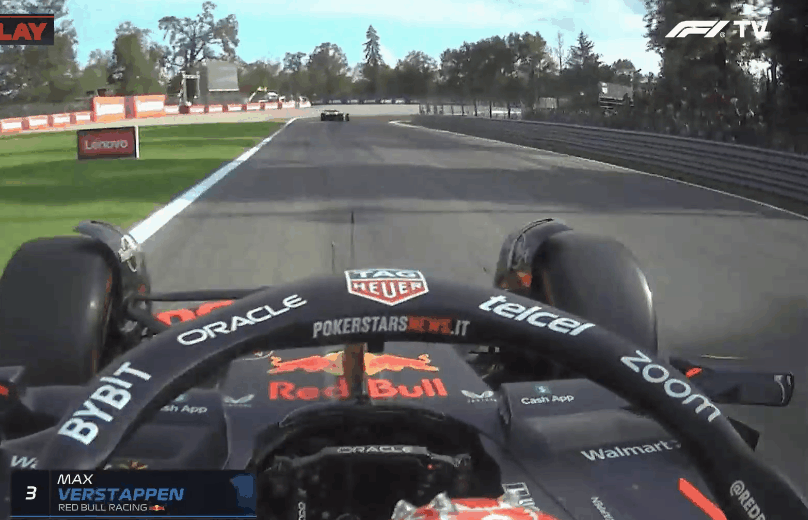 LAY
F1 TV
Lenovo
TAG
HEUER
ORACLE
telcel
POKERSTARSNEWS.IT
BYBIT
zoom
Red Bull
Cash App
Cash App
Walmart
ORACLE
3
MAX
VERSTAPPEN
RED BULL RACING